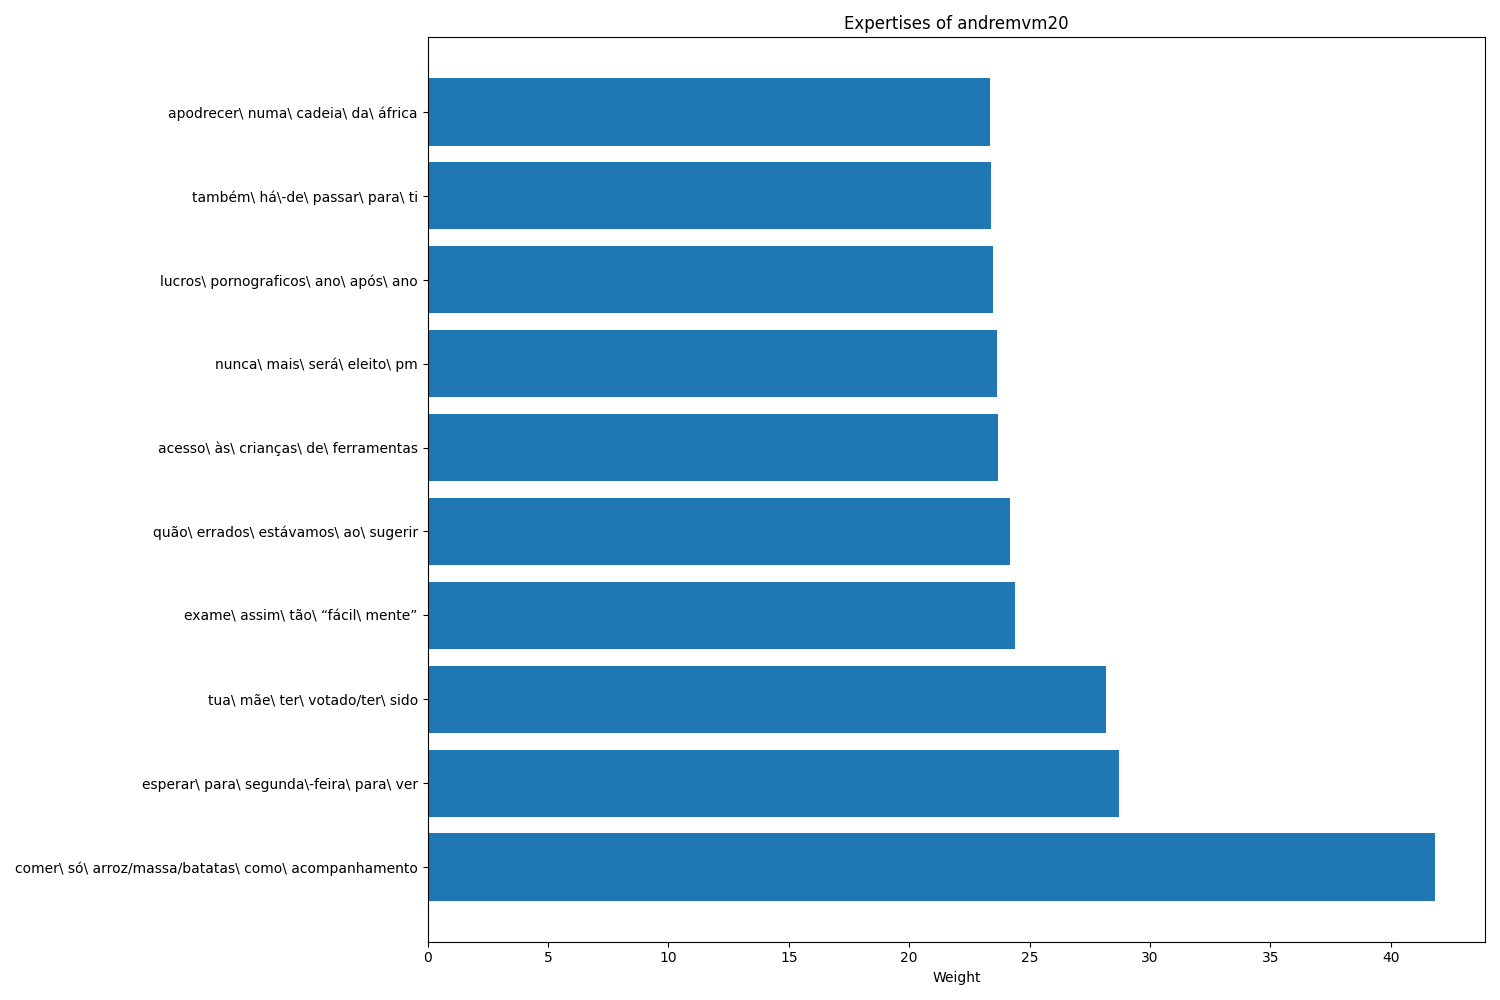 Expertises of andremvm20
apodrecer\ numa\ cadeia\ da\ áfrica
também\ há\-de\ passar\ para\ ti
lucros\ pornograficos\ ano\ após\ ano
nunca\ mais\ será\ eleito\ pm
acesso\ às\ crianças\ de\ ferramentas
quão\ errados\ estávamos\ ao\ sugerir
exame\ assim\ tão\ “fácil\ mente”
tua\ mãe\ ter\ votado/ter\ sido
esperar\ para\ segunda\-feira\ para\ ver
comer\ só\ arroz/massa/batatas\ como\ acompanhamento
0 5 10 15 20 25 30 35 40
Weight